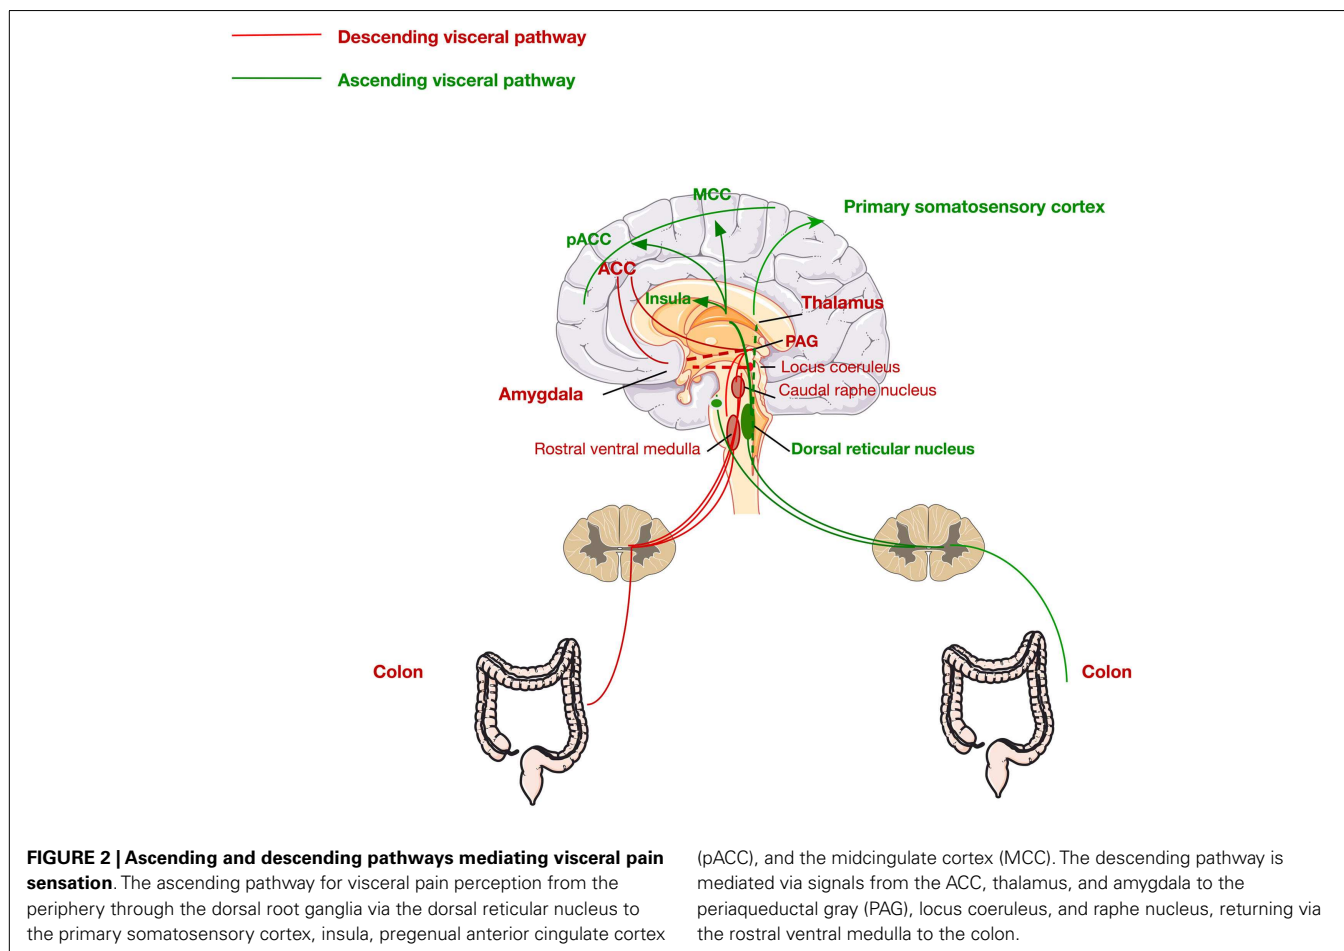 Descending visceral pathway
Ascending visceral pathway
MCC
Primary somatosensory cortex
pACC
ACC
Insula
Thalamus
PAG
Locus coeruleus
Caudal raphe nucleus
Amygdala
Rostral ventral medulla
Dorsal reticular nucleus
Colon
Colon
FIGURE 2 | Ascending and descending pathways mediating visceral pain
sensation. The ascending pathway for visceral pain perception from the
periphery through the dorsal root ganglia via the dorsal reticular nucleus to
the primary somatosensory cortex, insula, pregenual anterior cingulate cortex
(pACC), and the midcingulate cortex (MCC). The descending pathway is
mediated via signals from the ACC, thalamus, and amygdala to the
periaqueductal gray (PAG), locus coeruleus, and raphe nucleus, returning via
the rostral ventral medulla to the colon.